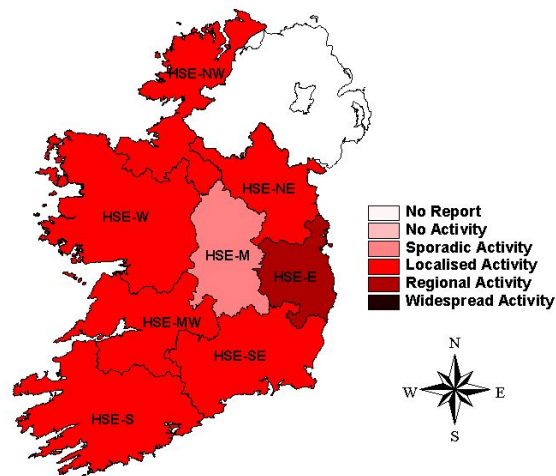 HSE-NW
HSE-NE
HSE-W
HSE-M
HSE-E
HSE-MW
HSE-SE
HSE-S
No Report
No Activity
Sporadic Activity
Localised Activity
Regional Activity
Widespread Activity
N
W E
S